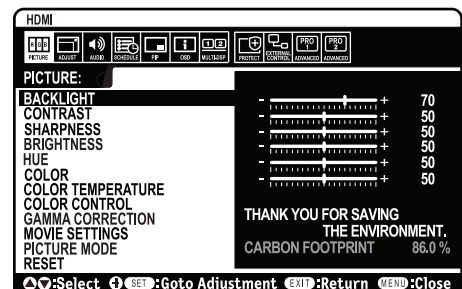 HDMI
RGB
PICTURE ADJUST AUDIO SCHEDULE PIP OSD MULTI-DSP PROTECT EXTERNAL CONTROL PRO 1 ADVANCED PRO 2 ADVANCED
PICTURE:
BACKLIGHT - + 70
CONTRAST - + 50
SHARPNESS - + 50
BRIGHTNESS - + 50
HUE - + 50
COLOR - + 50
COLOR TEMPERATURE
COLOR CONTROL
GAMMA CORRECTION
MOVIE SETTINGS
PICTURE MODE
RESET
THANK YOU FOR SAVING
THE ENVIRONMENT.
CARBON FOOTPRINT 86.0 %
:Select SET :Goto Adjustment EXIT :Return MENU :Close